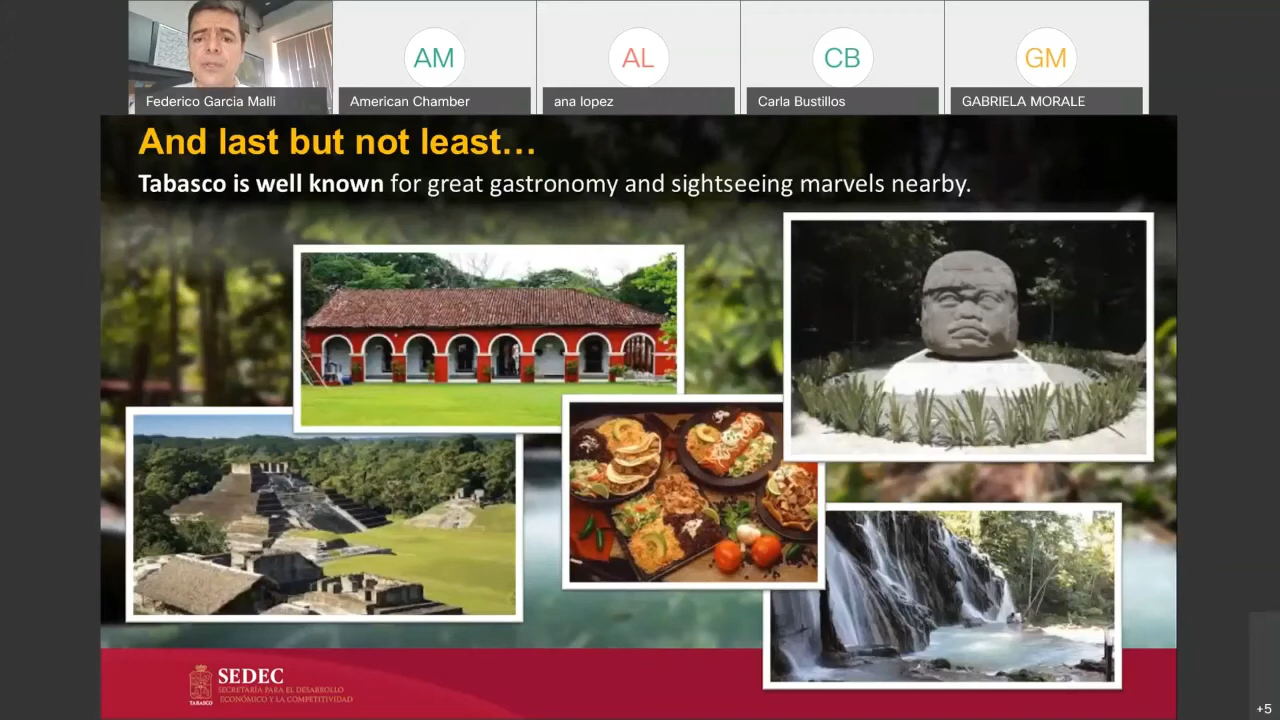 Federico Garcia Malli
AM
American Chamber
AL
ana lopez
CB
Carla Bustillos
GM
GABRIELA MORALE
And last but not least…
Tabasco is well known for great gastronomy and sightseeing marvels nearby.
TABASCO
SEDEC
SECRETARÍA PARA EL DESARROLLO
ECONÓMICO Y LA COMPETITIVIDAD
+5